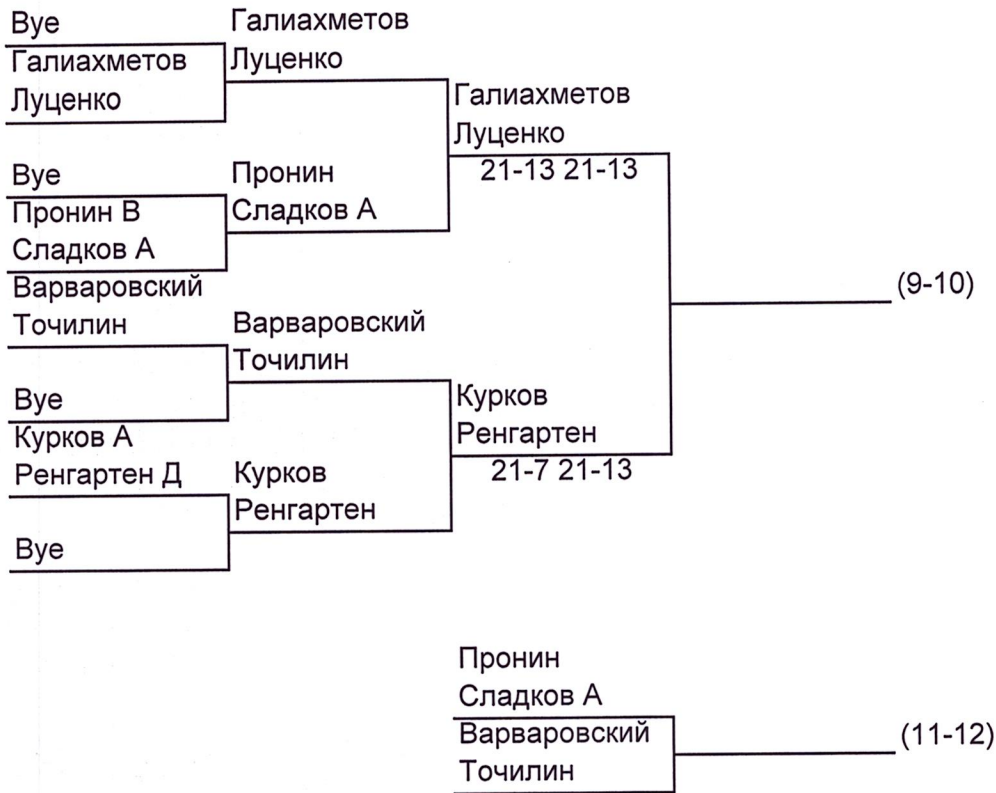 Bye
Галиахметов
Луценко
Bye
Пронин В
Сладков А
Варваровский
Точилин
Bye
Курков А
Ренгартен Д
Bye
Галиахметов
Луценко
Пронин
Сладков А
Варваровский
Точилин
Курков
Ренгартен
Галиахметов
Луценко
21-13 21-13
Курков
Ренгартен
21-7 21-13
(9-10)
Пронин
Сладков А
Варваровский
Точилин
(11-12)